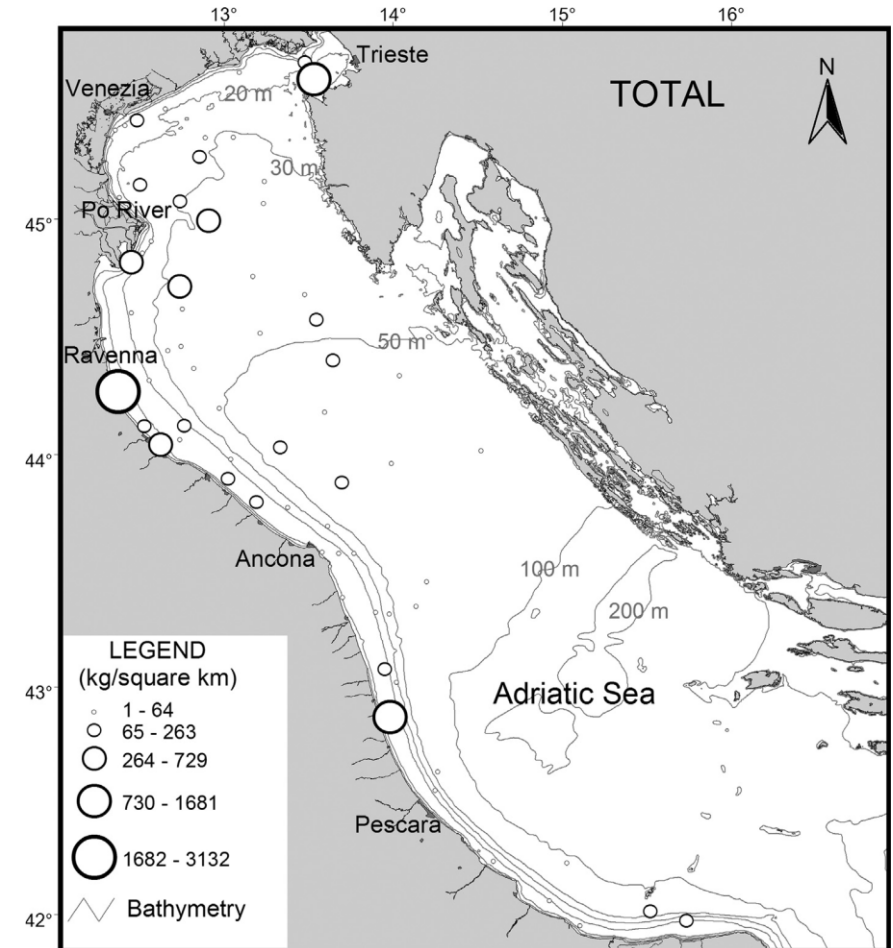 13° 14° 15° 16°
Trieste
N
TOTAL
Venezia
20 m
30 m
Po River
45°
50 m
Ravenna
44°
Ancona
100 m
200 m
LEGEND
(kg/square km)
1 - 64
65 - 263
264 - 729
730 - 1681
1682 - 3132
Bathymetry
43°
Adriatic Sea
Pescara
42°